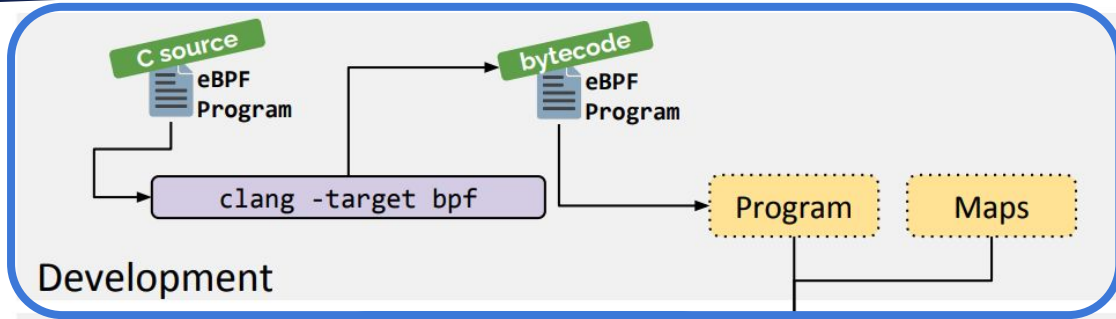 C source
eBPF
Program
bytecode
eBPF
Program
clang -target bpf
Program
Maps
Development